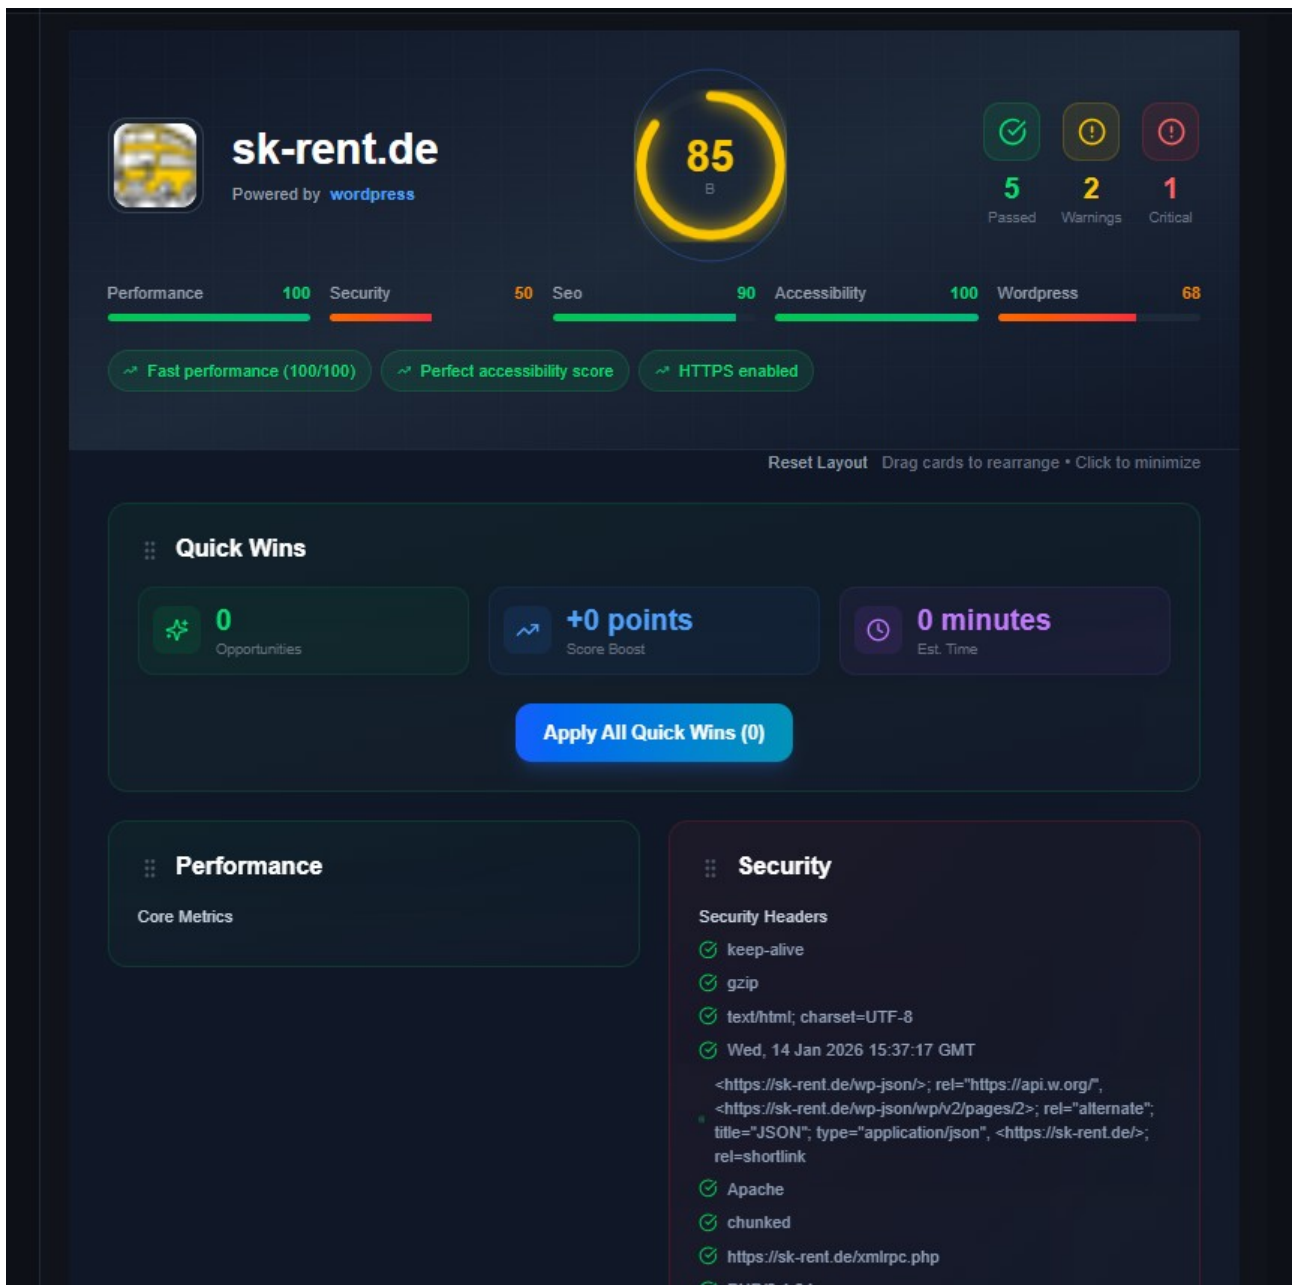 sk-rent.de
Powered by wordpress
85
B
5
Passed
2
Warnings
1
Critical
Performance 100
Security 50
Seo 90
Accessibility 100
Wordpress 68
Fast performance (100/100)
Perfect accessibility score
HTTPS enabled
Reset Layout Drag cards to rearrange • Click to minimize
Quick Wins
0
Opportunities
+0 points
Score Boost
0 minutes
Est. Time
Apply All Quick Wins (0)
Performance
Core Metrics
Security
Security Headers
keep-alive
gzip
text/html; charset=UTF-8
Wed, 14 Jan 2026 15:37:17 GMT
<https://sk-rent.de/wp-json/>; rel="https://api.w.org/",
<https://sk-rent.de/wp-json/wp/v2/pages/2>; rel="alternate";
title="JSON"; type="application/json", <https://sk-rent.de/>;
rel=shortlink
Apache
chunked
https://sk-rent.de/xmlrpc.php